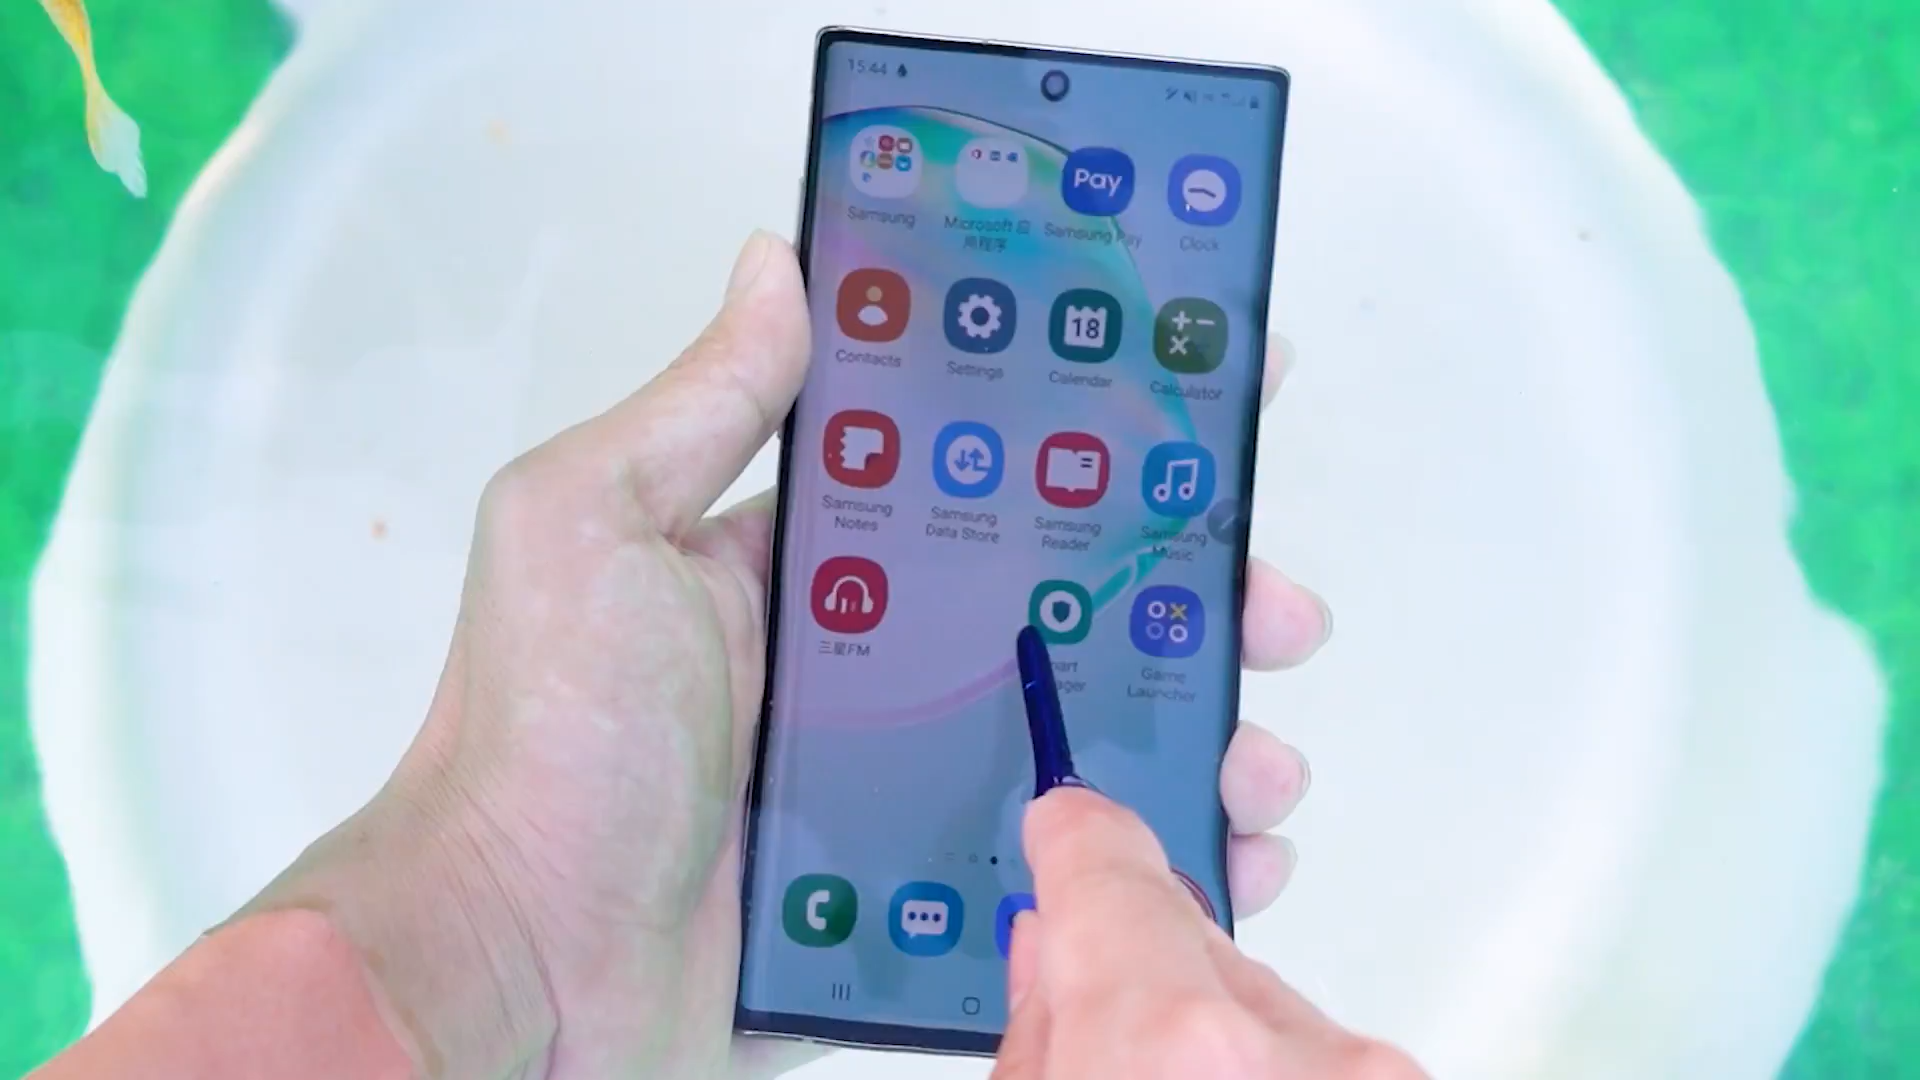 15:44
Samsung
Microsoft 应
用程序
Pay
Samsung Pay
Clock
Contacts
Settings
18
Calendar
Calculator
Samsung
Notes
Samsung
Data Store
Samsung
Reader
Samsung
Music
三星FM
Game
Launcher